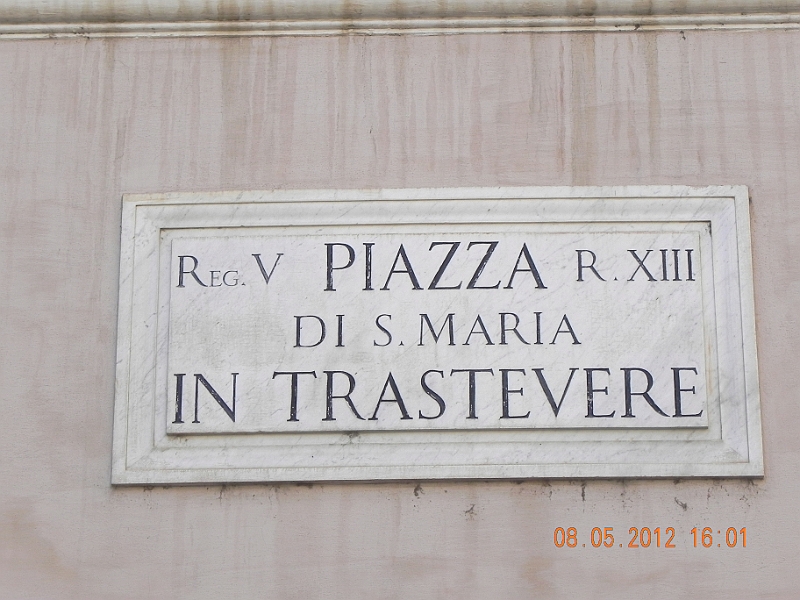 REG. V PIAZZA R. XIII
DI S. MARIA
IN TRASTEVERE
08.05.2012 16:01